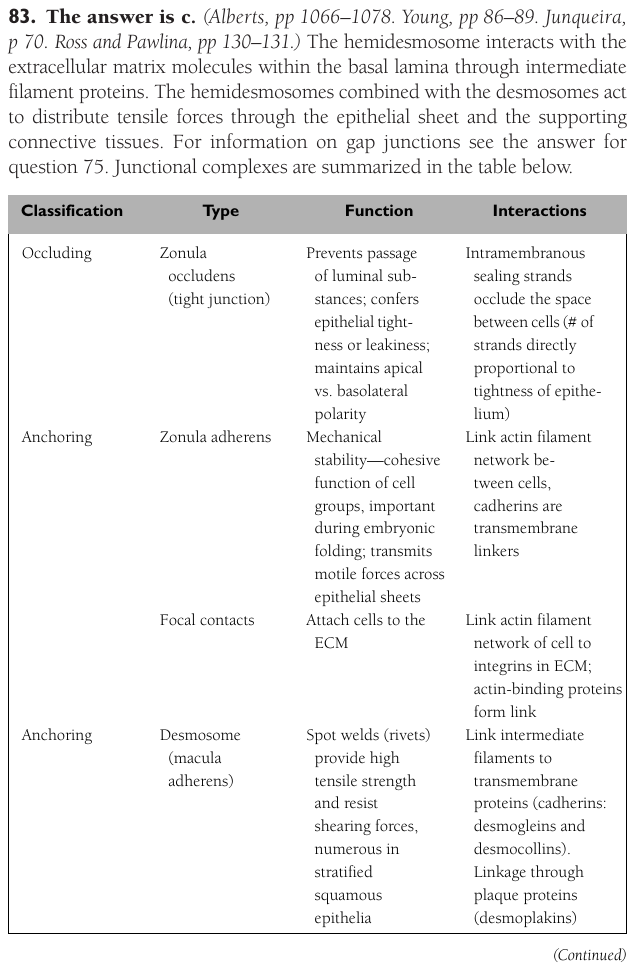 83. The answer is c. (Alberts, pp 1066–1078. Young, pp 86–89. Junqueira,
p 70. Ross and Pawlina, pp 130–131.) The hemidesmosome interacts with the
extracellular matrix molecules within the basal lamina through intermediate
filament proteins. The hemidesmosomes combined with the desmosomes act
to distribute tensile forces through the epithelial sheet and the supporting
connective tissues. For information on gap junctions see the answer for
question 75. Junctional complexes are summarized in the table below.
Classification Type Function Interactions
Occluding Zonula Prevents passage Intramembranous
occludens of luminal sub- sealing strands
(tight junction) stances; confers occlude the space
epithelial tight- between cells (# of
ness or leakiness; strands directly
maintains apical proportional to
vs. basolateral tightness of epithe-
polarity lium)
Anchoring Zonula adherens Mechanical Link actin filament
stability—cohesive network be-
function of cell tween cells,
groups, important cadherins are
during embryonic transmembrane
folding; transmits linkers
motile forces across
epithelial sheets
Focal contacts Attach cells to the Link actin filament
ECM network of cell to
integrins in ECM;
actin-binding proteins
form link
Anchoring Desmosome Spot welds (rivets) Link intermediate
(macula provide high filaments to
adherens) tensile strength transmembrane
and resist proteins (cadherins:
shearing forces, desmogleins and
numerous in desmocollins).
stratified Linkage through
squamous plaque proteins
epithelia (desmoplakins)
(Continued)